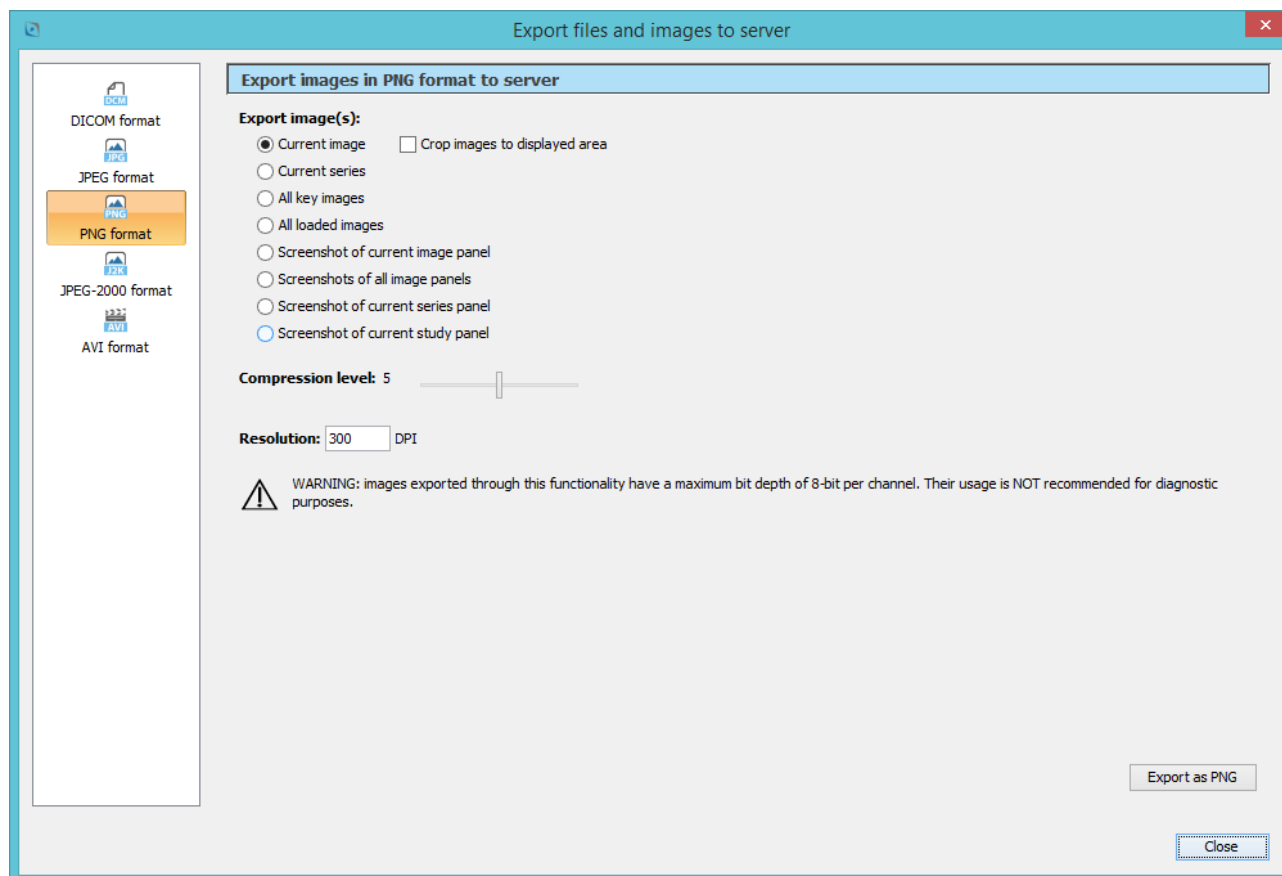 Export files and images to server
DCM
DICOM format
JPG
JPEG format
PNG
PNG format
J2K
JPEG-2000 format
AVI
AVI format
Export images in PNG format to server
Export image(s):
Current image Crop images to displayed area
Current series
All key images
All loaded images
Screenshot of current image panel
Screenshots of all image panels
Screenshot of current series panel
Screenshot of current study panel
Compression level: 5
Resolution: 300 DPI
WARNING: images exported through this functionality have a maximum bit depth of 8-bit per channel. Their usage is NOT recommended for diagnostic
purposes.
Export as PNG
Close